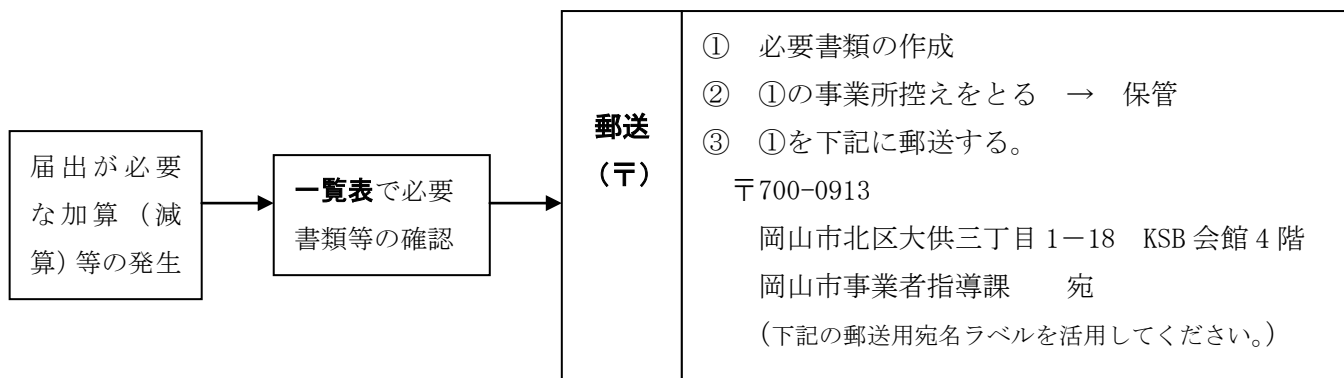 届出が必要
な加算（減
算）等の発生
一覧表で必要
書類等の確認
郵送
（〒）
① 必要書類の作成
② ①の事業所控えをとる → 保管
③ ①を下記に郵送する。
〒700-0913
岡山市北区大供三丁目1－18 KSB会館4階
岡山市事業者指導課 宛
（下記の郵送用宛名ラベルを活用してください。）